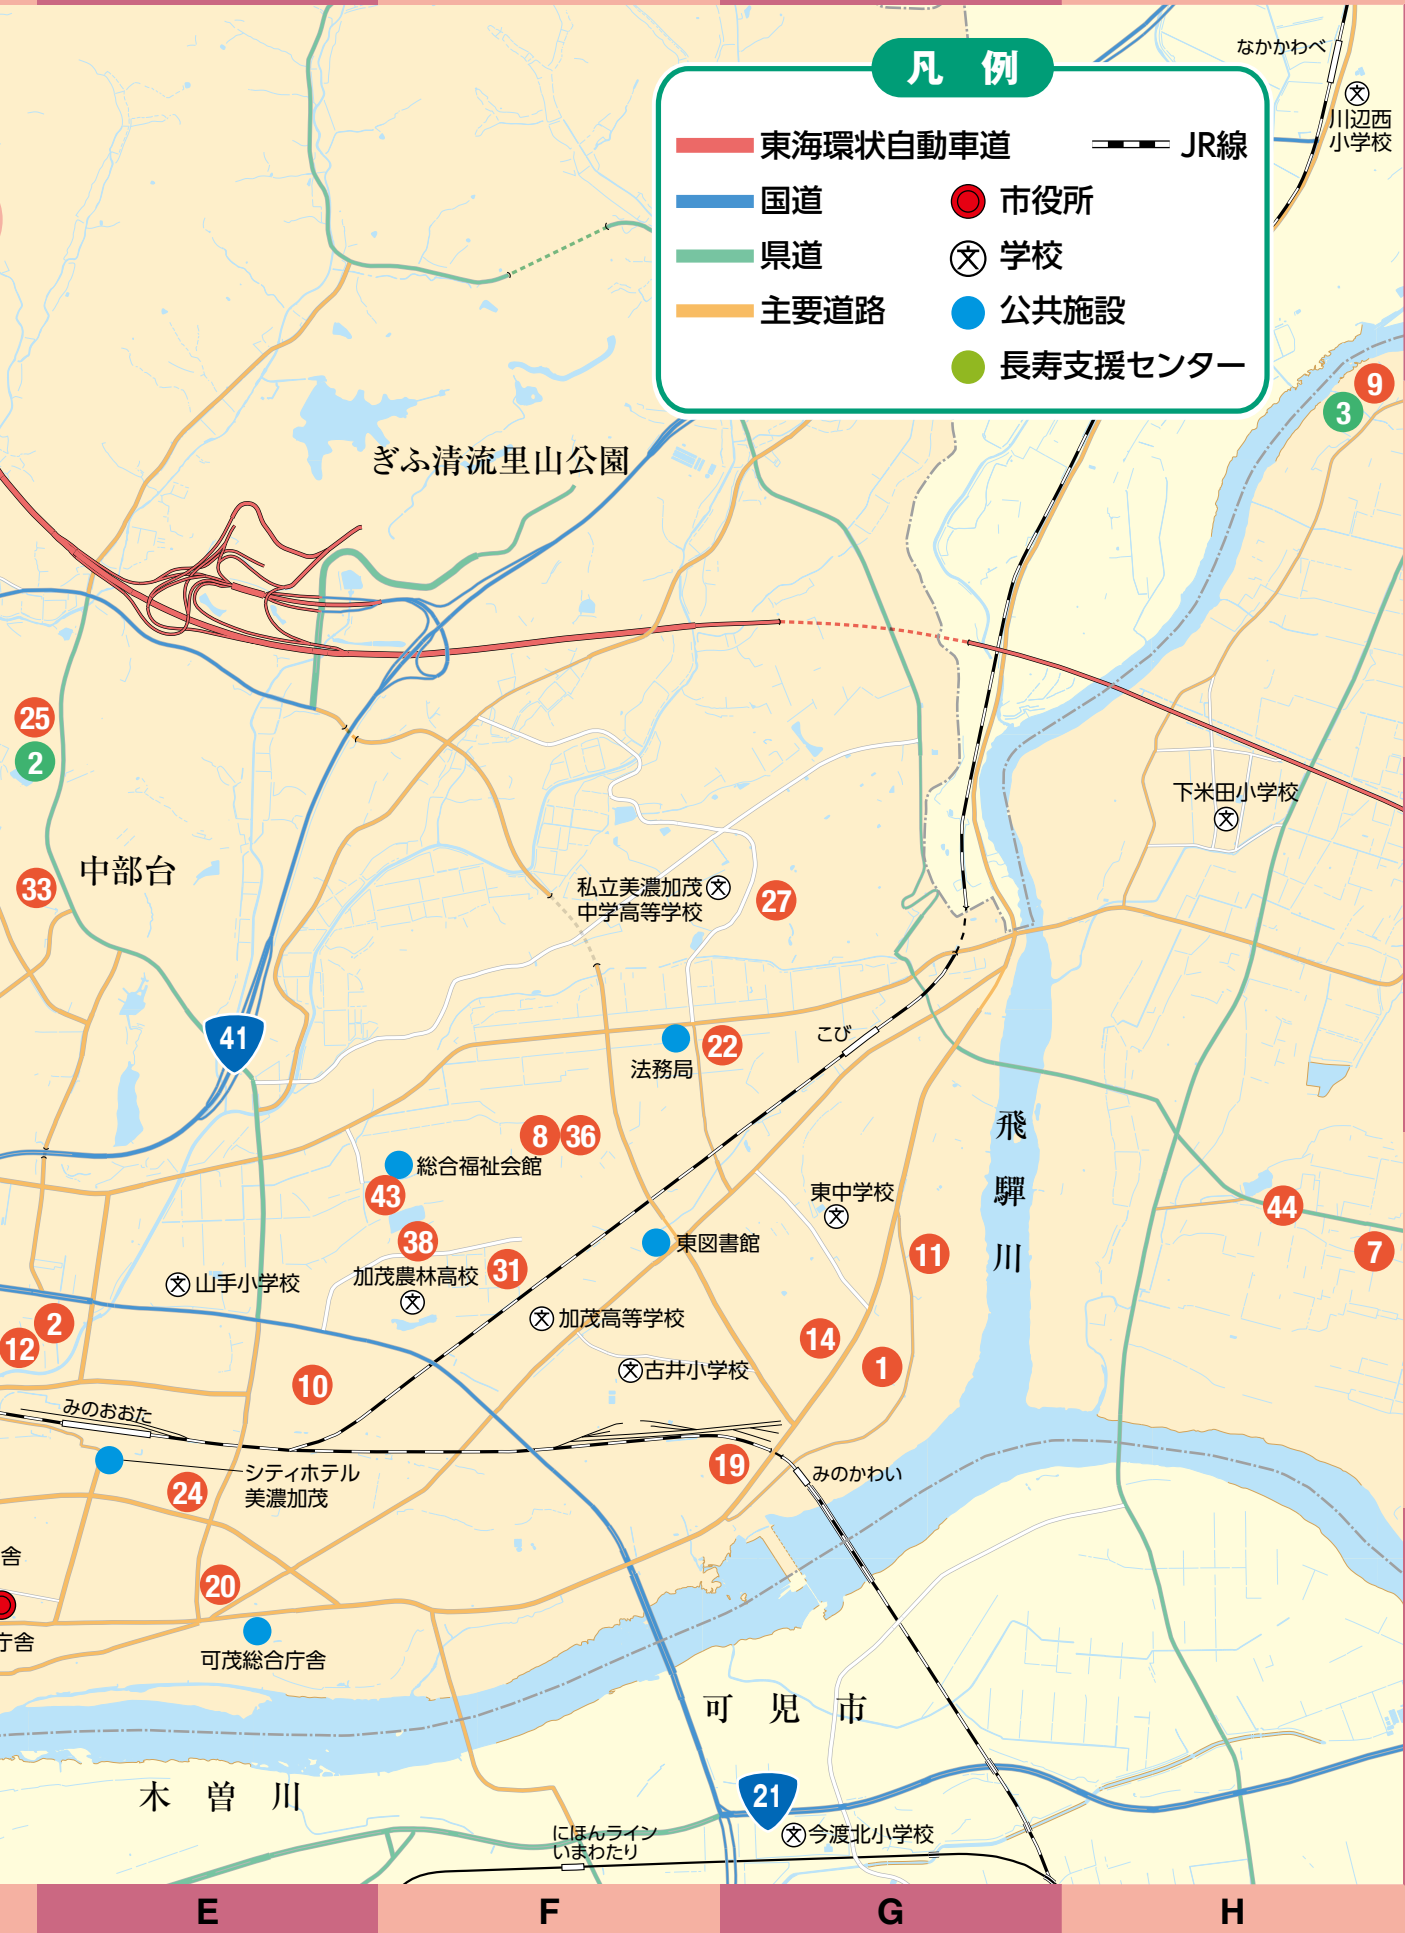 なかかわべ
川辺西
小学校
凡 例
東海環状自動車道
JR線
国道
市役所
県道
学校
主要道路
公共施設
長寿支援センター
9
3
ぎふ清流里山公園
25
2
下米田小学校
中部台
33
私立美濃加茂
中学高等学校
27
41
こび
22
法務局
飛騨川
8
36
総合福祉会館
43
東中学校
44
38
東図書館
11
7
加茂農林高校
31
山手小学校
加茂高等学校
2
12
14
1
古井小学校
10
みのおおた
19
みのかわい
シティホテル
美濃加茂
24
舎
20
庁舎
可茂総合庁舎
可児市
木曽川
21
今渡北小学校
にほんライン
いまわたり
E
F
G
H